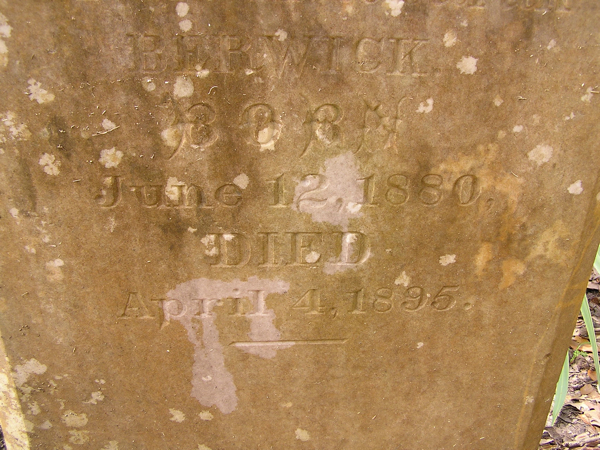 BERWICK
BORN
June 12, 1880,
DIED
April 4, 1895.